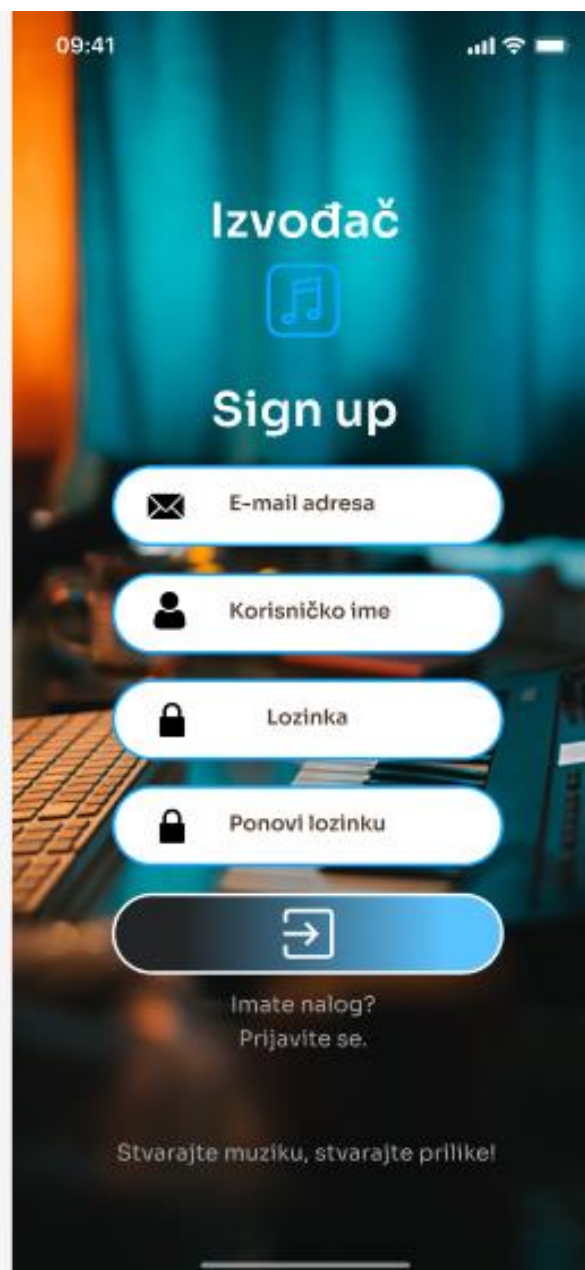 09:41
Izvođač
Sign up
E-mail adresa
Korisničko ime
Lozinka
Ponovi lozinku
Imate nalog?
Prijavite se.
Stvarajte muziku, stvarajte prilike!